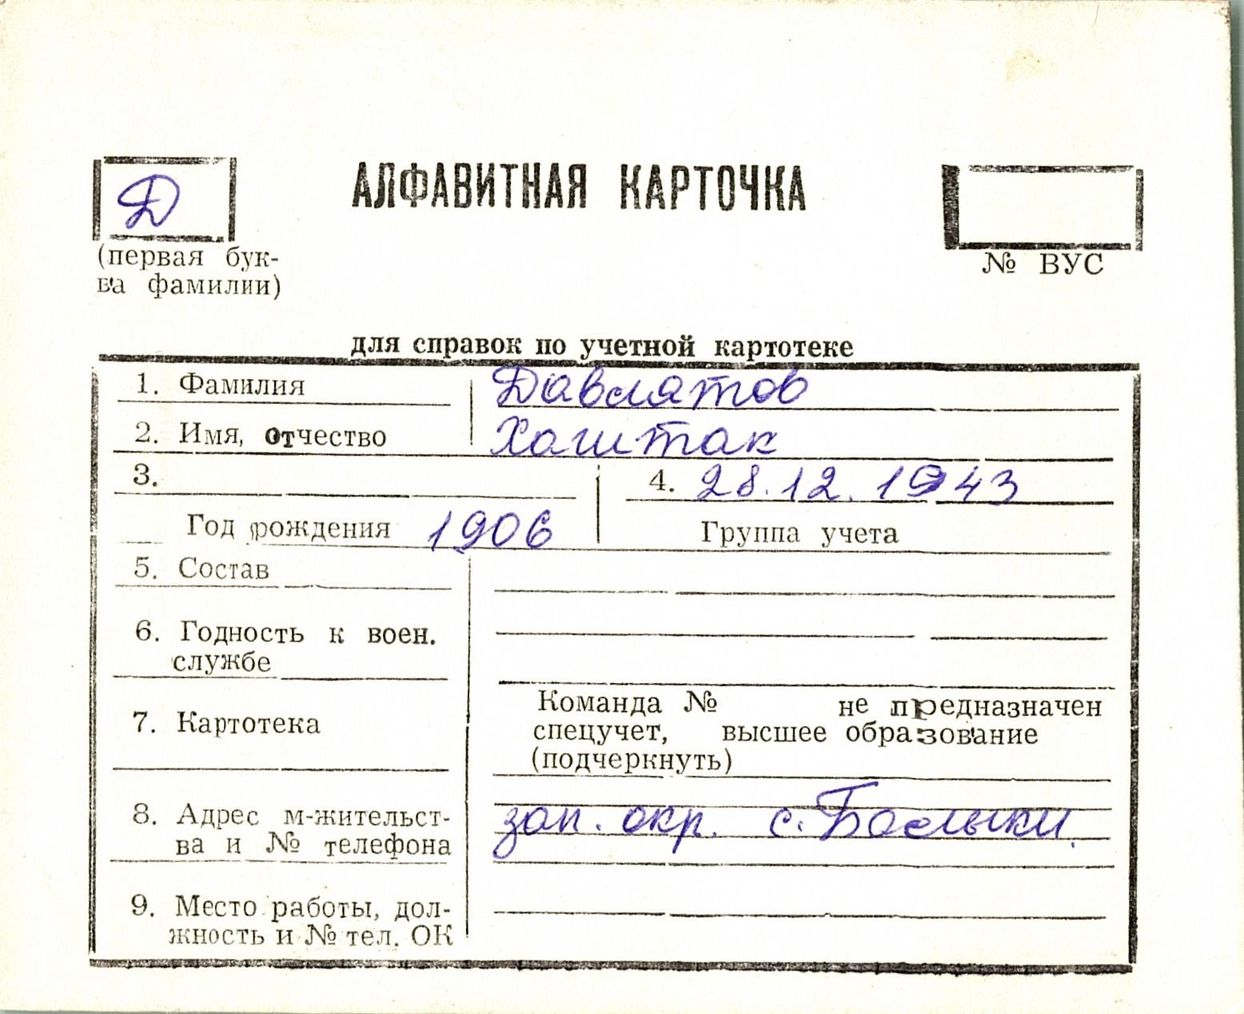 Д
АЛФАВИТНАЯ КАРТОЧКА
(первая бук-
ва фамилии)
№ ВУС
для справок по учетной картотеке
1. Фамилия Давлятов
2. Имя, отчество Хаштак
3.
4. 28.12.1943
Год рождения 1906
Группа учета
5. Состав
6. Годность к воен.
службе
7. Картотека
Команда № не предназначен
спецучет, высшее образование
(подчеркнуть)
8. Адрес м-жительст-
ва и № телефона
зап. окр. с. Балыки
9. Место работы, дол-
жность и № тел. ОК